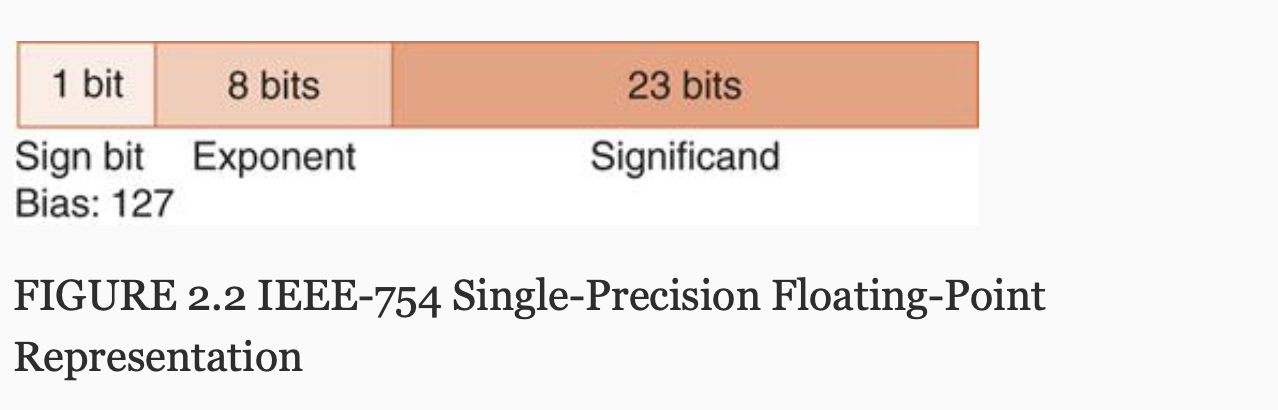 1 bit 8 bits 23 bits
Sign bit Exponent Significand
Bias: 127
FIGURE 2.2 IEEE-754 Single-Precision Floating-Point
Representation